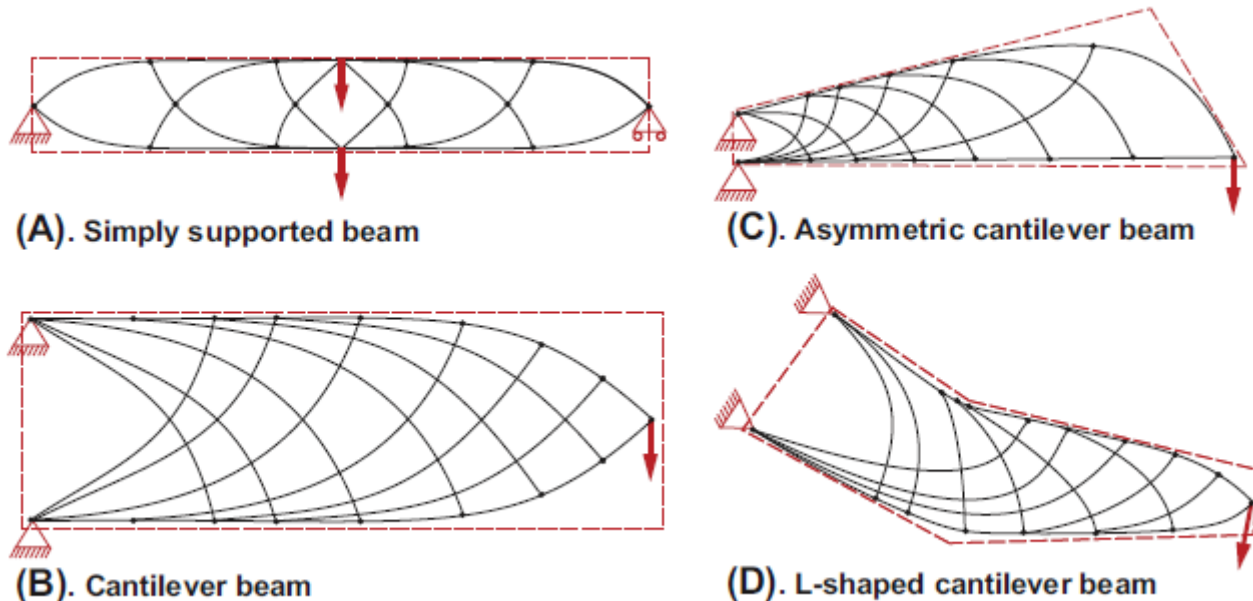 (A). Simply supported beam
(C). Asymmetric cantilever beam
(B). Cantilever beam
(D). L-shaped cantilever beam